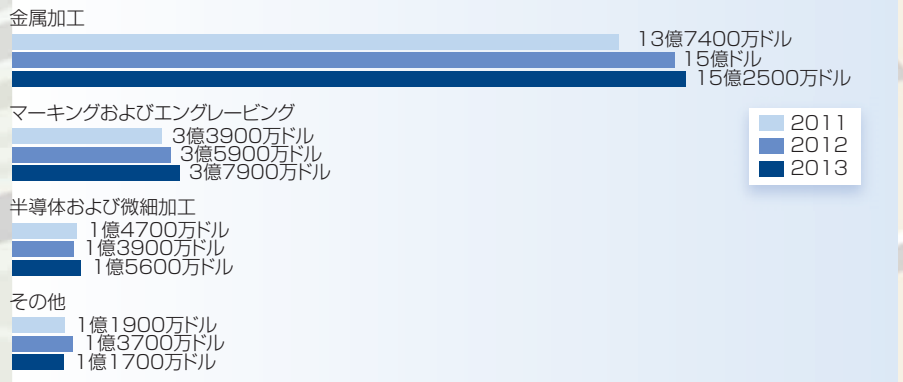 金属加工
13億7400万ドル
15億ドル
15億2500万ドル
マーキングおよびエングレービング
3億3900万ドル
3億5900万ドル
3億7900万ドル
半導体および微細加工
1億4700万ドル
1億3900万ドル
1億5600万ドル
その他
1億1900万ドル
1億3700万ドル
1億1700万ドル
2011
2012
2013